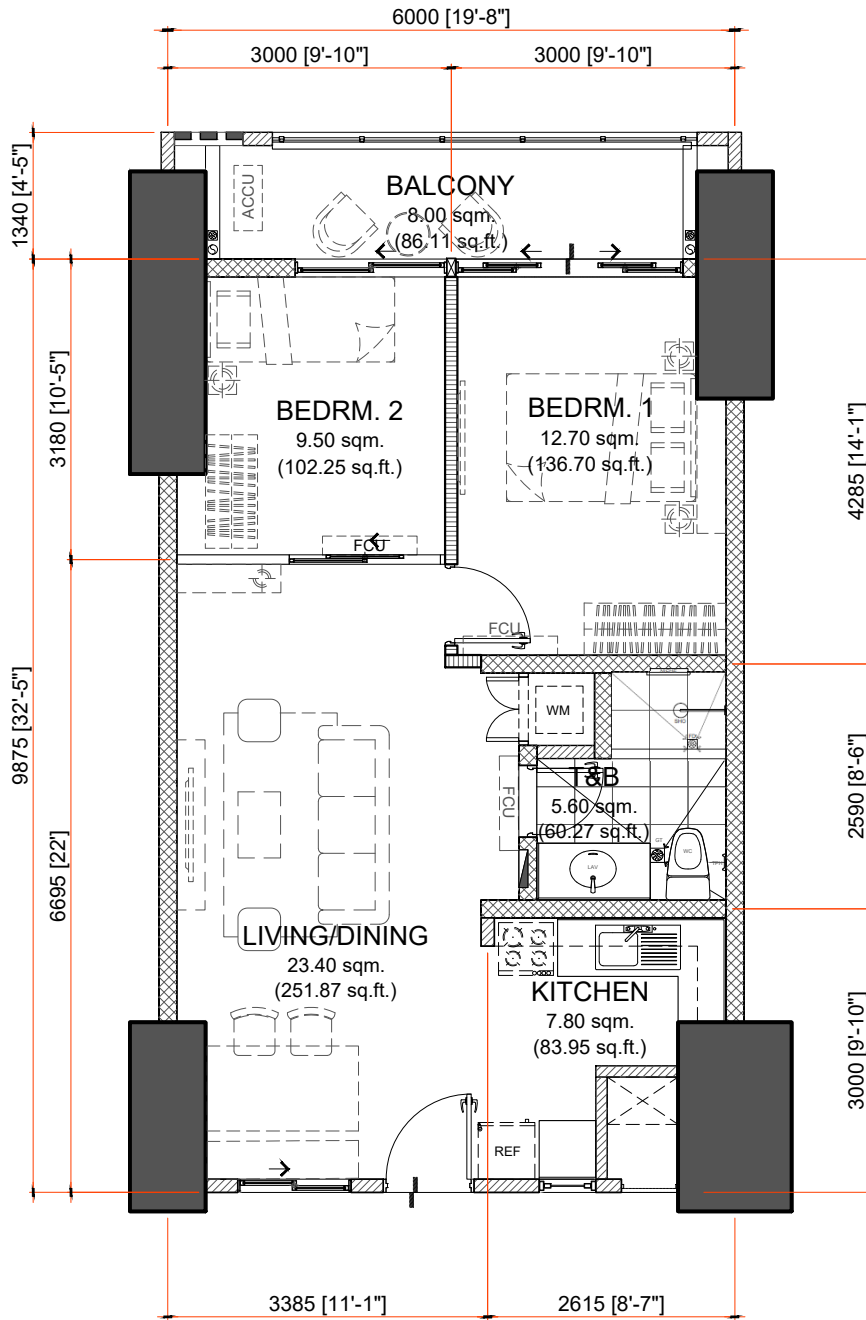 6000 [19'-8"]
3000 [9'-10"]
3000 [9'-10"]
1340 [4'-5"]
ACCU
BALCONY
8.00 sqm.
(86.11 sq.ft.)
3180 [10'-5"]
BEDRM. 2
9.50 sqm.
(102.25 sq.ft.)
BEDRM. 1
12.70 sqm.
(136.70 sq.ft.)
4285 [14'-1"]
FCU
FCU
9875 [32'-5"]
6695 [22']
WM
SHO
FCU
T&B
5.60 sqm.
(60.27 sq.ft.)
2590 [8'-6"]
LAV
WC
LIVING/DINING
23.40 sqm.
(251.87 sq.ft.)
KITCHEN
7.80 sqm.
(83.95 sq.ft.)
3000 [9'-10"]
REF
3385 [11'-1"]
2615 [8'-7"]